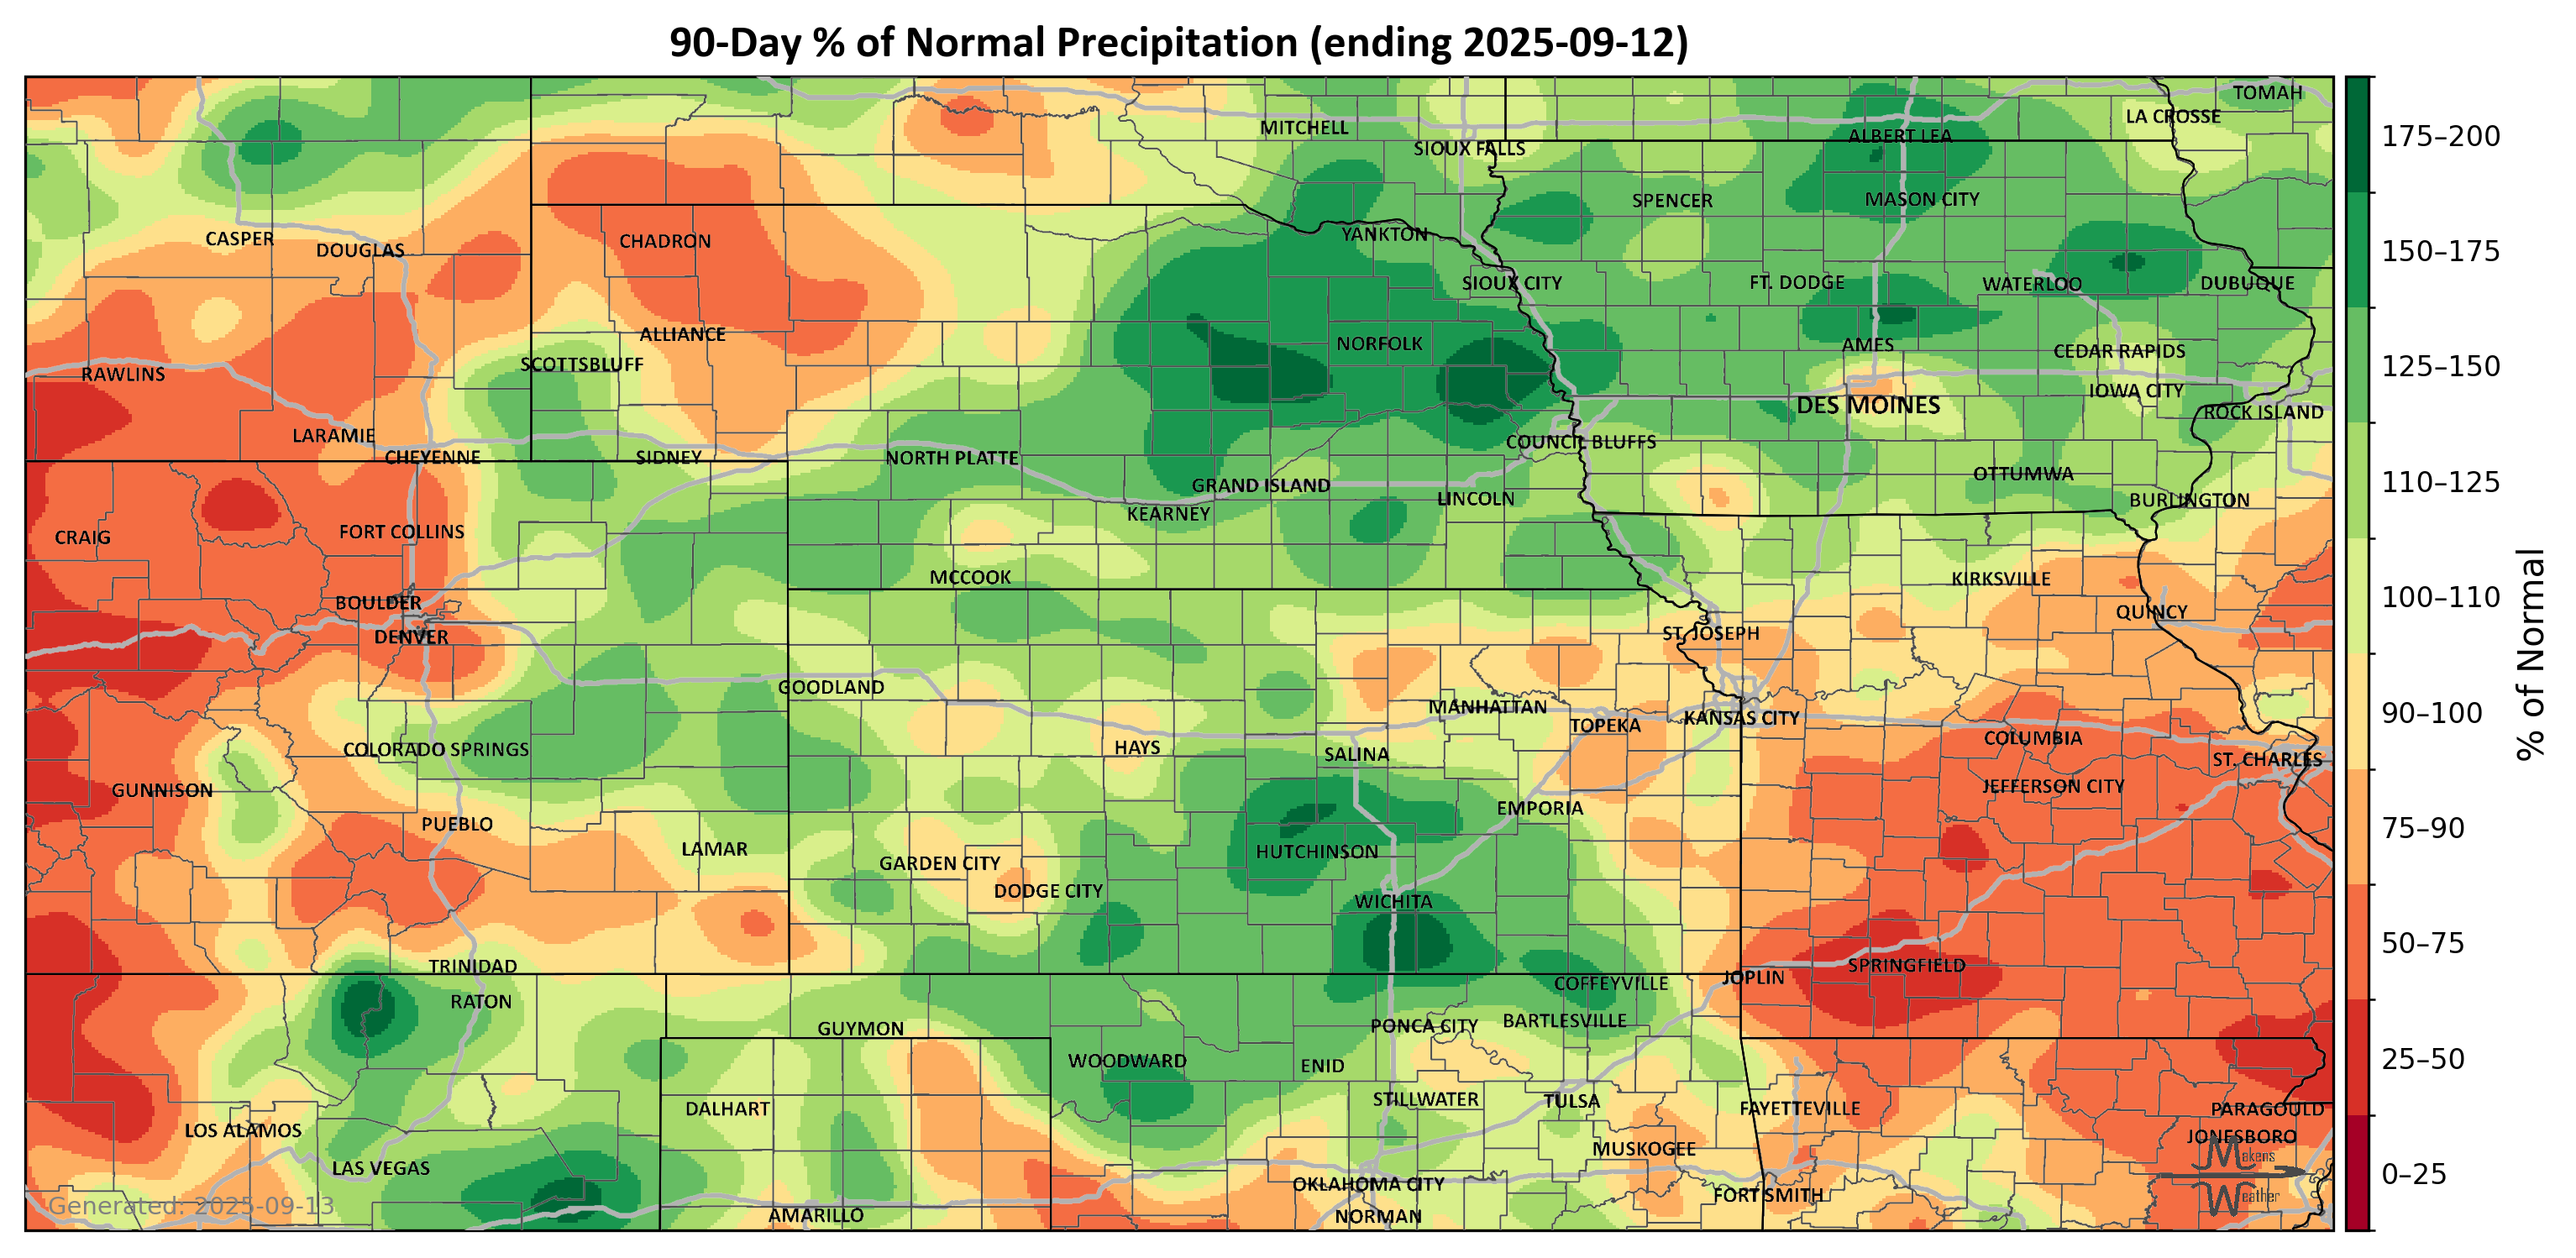 90-Day % of Normal Precipitation (ending 2025-09-12)
TOMAH
LA CROSSE
MITCHELL
ALBERT LEA
SIOUX FALLS
SPENCER
MASON CITY
YANKTON
CASPER
CHADRON
DOUGLAS
SIOUX CITY
FT. DODGE
WATERLOO
DUBUQUE
ALLIANCE
NORFOLK
AMES
CEDAR RAPIDS
SCOTTSBLUFF
RAWLINS
IOWA CITY
DES MOINES
ROCK ISLAND
LARAMIE
COUNCIL BLUFFS
CHEYENNE
SIDNEY
NORTH PLATTE
OTTUMWA
GRAND ISLAND
LINCOLN
BURLINGTON
KEARNEY
FORT COLLINS
CRAIG
MCCOOK
KIRKSVILLE
BOULDER
QUINCY
DENVER
ST. JOSEPH
GOODLAND
MANHATTAN
KANSAS CITY
TOPEKA
COLUMBIA
COLORADO SPRINGS
HAYS
SALINA
ST. CHARLES
GUNNISON
JEFFERSON CITY
EMPORIA
PUEBLO
LAMAR
HUTCHINSON
GARDEN CITY
DODGE CITY
WICHITA
TRINIDAD
SPRINGFIELD
JOPLIN
COFFEYVILLE
RATON
BARTLESVILLE
PONCA CITY
GUYMON
WOODWARD
ENID
STILLWATER
TULSA
DALHART
FAYETTEVILLE
PARAGOULD
LOS ALAMOS
JONESBORO
MUSKOGEE
LAS VEGAS
OKLAHOMA CITY
FORT SMITH
AMARILLO
NORMAN
Makens
Weather
Generated: 2025-09-13
175–200
150–175
125–150
110–125
100–110
90–100
75–90
50–75
25–50
0–25
% of Normal